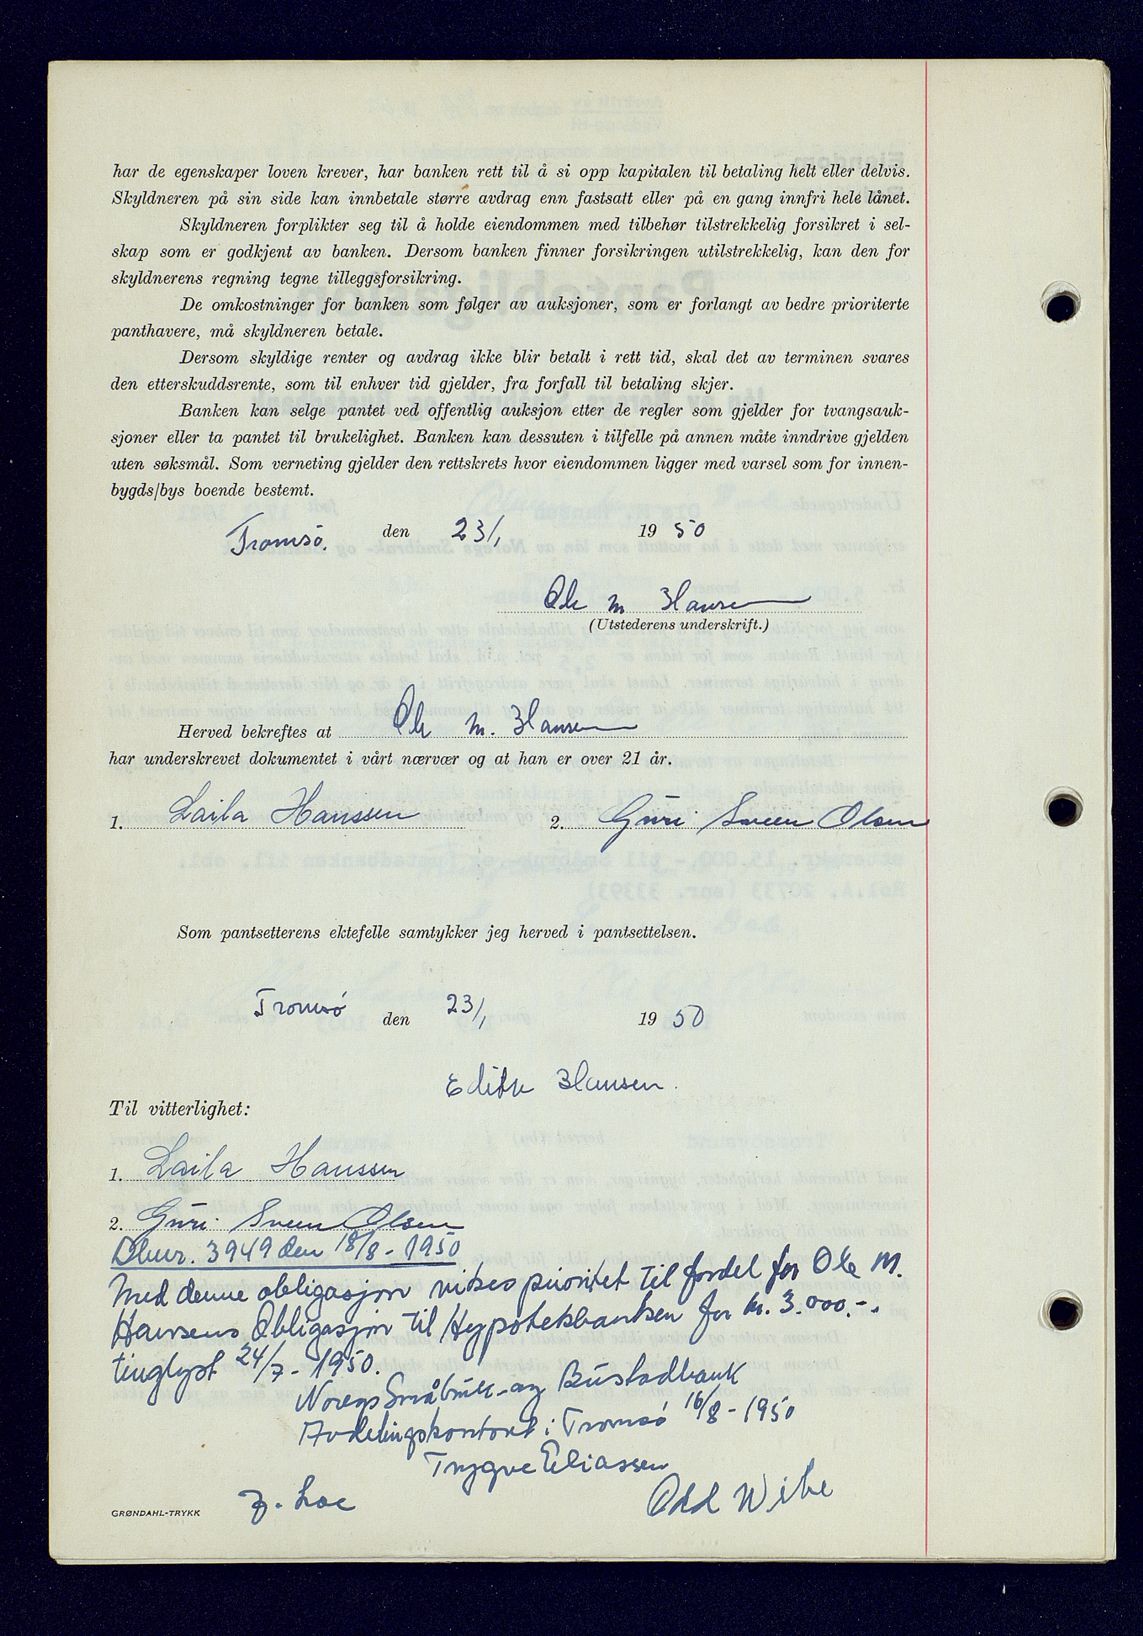 har de egenskaper loven krever, har banken rett til å si opp kapitalen til betaling helt eller delvis.
Skyldneren på sin side kan innbetale større avdrag enn fastsatt eller på en gang innfri hele lånet.
Skyldneren forplikter seg til å holde eiendommen med tilbehør tilstrekkelig forsikret i sel-
skap som er godkjent av banken. Dersom banken finner forsikringen utilstrekkelig, kan den for
skyldnerens regning tegne tilleggsforsikring.
De omkostninger for banken som følger av auksjoner, som er forlangt av bedre prioriterte
panthavere, må skyldneren betale.
Dersom skyldige renter og avdrag ikke blir betalt i rett tid, skal det av terminen svares
den etterskuddsrente, som til enhver tid gjelder, fra forfall til betaling skjer.
Banken kan selge pantet ved offentlig auksjon etter de regler som gjelder for tvangsauk-
sjoner eller ta pantet til brukelighet. Banken kan dessuten i tilfelle på annen måte inndrive gjelden
uten søksmål. Som verneting gjelder den rettskrets hvor eiendommen ligger med varsel som for innen-
bygds/bys boende bestemt.
Tromsø. den 23/1 1950
Ole M Hansen
(Utstederens underskrift.)
Herved bekreftes at Ole M. Hansen
har underskrevet dokumentet i vårt nærvær og at han er over 21 år.
1. Laila Hanssen 2. Guri Sveen Olsen
Som pantsetterens ektefelle samtykker jeg herved i pantsettelsen.
Tromsø den 23/1 1950
Edith Hansen.
Til vitterlighet:
1. Laila Hanssen
2. Guri Sveen Olsen
Dbnr. 3949 den 18/8 - 1950
Med denne obligasjon vikes prioritet til fordel for Ole M.
Hansens Obligasjon til Hypotekbanken for kr. 3.000.-.
tinglyst 24/7 - 1950.
Noregs Småbruk- og Bustadbank
Avdelingskontoret i Tromsø 16/8 - 1950
Trygve Eliassen
Odd Wibe
GRØNDAHL-TRYKK